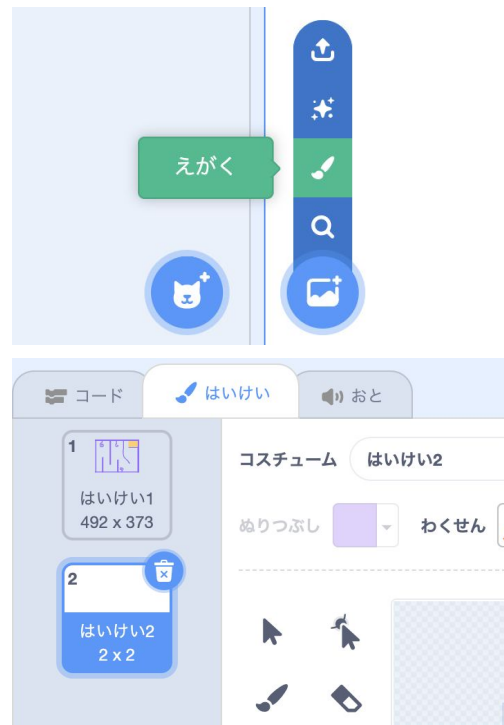 えがく
コード
はいけい
おと
1
はいけい1
492 x 373
2
はいけい2
2 x 2
コスチューム はいけい2
ぬりつぶし わくせん